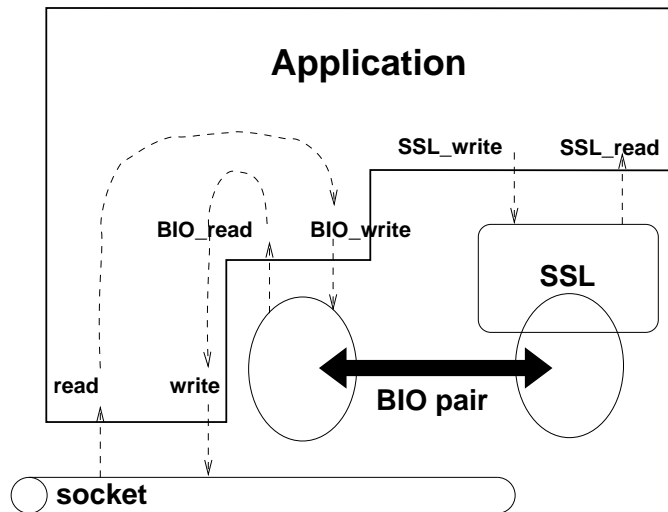 Application
SSL_write
SSL_read
BIO_read
BIO_write
SSL
read
write
BIO pair
socket